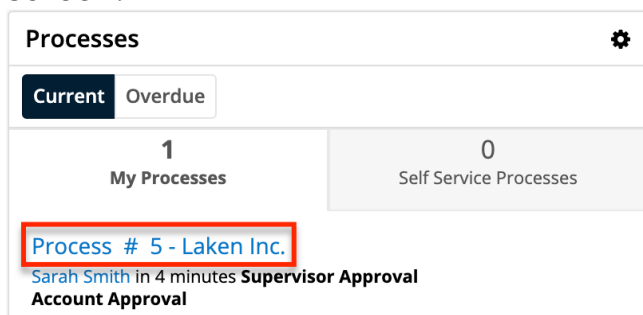 Processes
Current Overdue
1 0
My Processes Self Service Processes
Process # 5 - Laken Inc.
Sarah Smith in 4 minutes Supervisor Approval
Account Approval